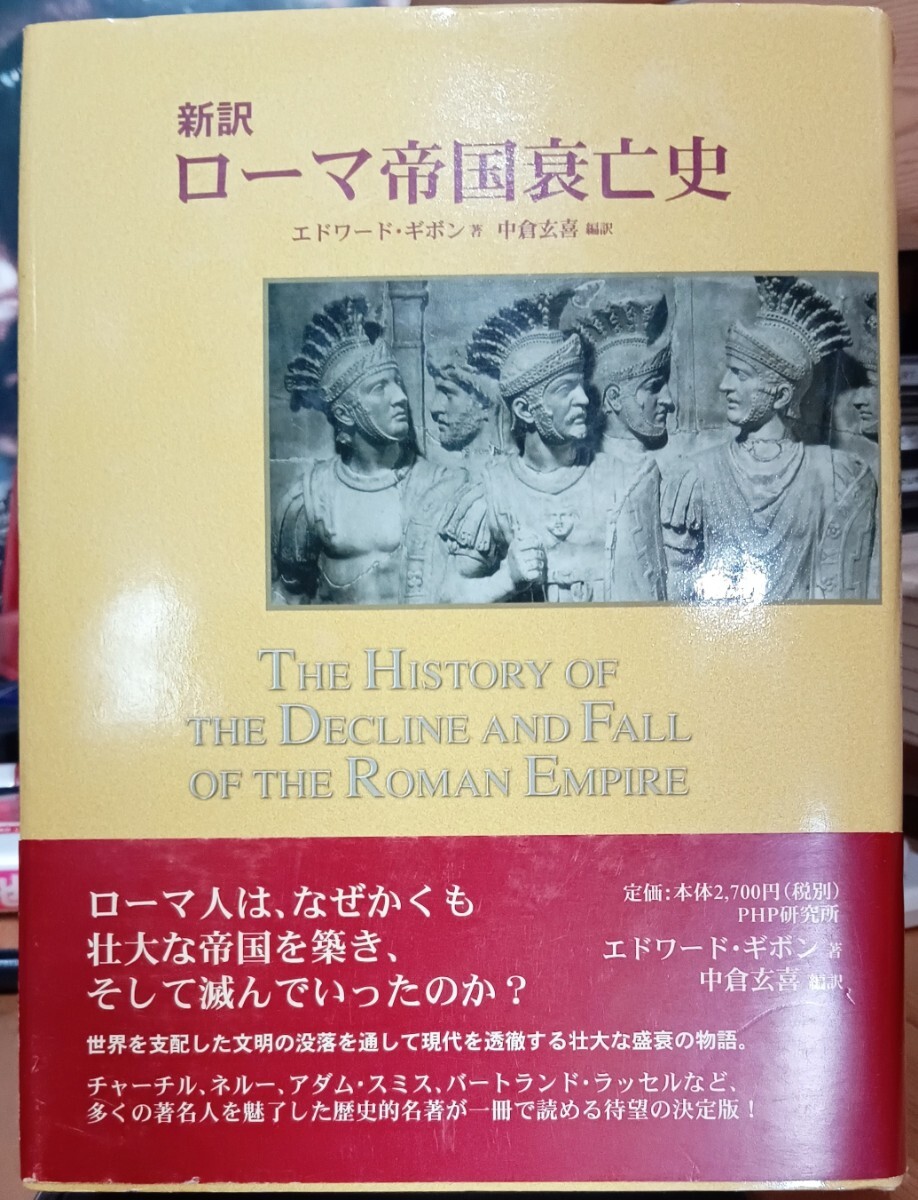 新訳
ローマ帝国衰亡史
エドワード・ギボン 著 中倉玄喜 編訳
THE HISTORY OF
THE DECLINE AND FALL
OF THE ROMAN EMPIRE
ローマ人は、なぜかくも
壮大な帝国を築き、
そして滅んでいったのか?
定価:本体2,700円(税別)
PHP研究所
エドワード・ギボン 著
中倉玄喜 編訳
世界を支配した文明の没落を通して現代を透徹する壮大な盛衰の物語。
チャーチル、ネルー、アダム・スミス、バートランド・ラッセルなど、
多くの著名人を魅了した歴史的名著が一冊で読める待望の決定版!